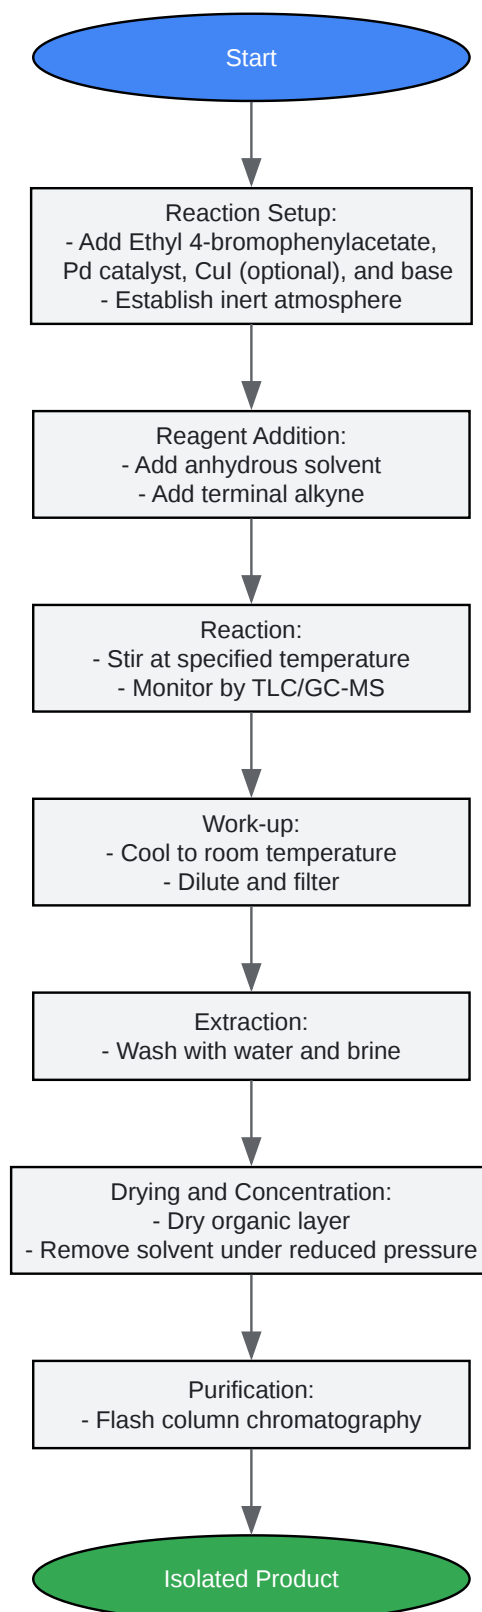 Start
Reaction Setup:
- Add Ethyl 4-bromophenylacetate,
Pd catalyst, CuI (optional), and base
- Establish inert atmosphere
Reagent Addition:
- Add anhydrous solvent
- Add terminal alkyne
Reaction:
- Stir at specified temperature
- Monitor by TLC/GC-MS
Work-up:
- Cool to room temperature
- Dilute and filter
Extraction:
- Wash with water and brine
Drying and Concentration:
- Dry organic layer
- Remove solvent under reduced pressure
Purification:
- Flash column chromatography
Isolated Product